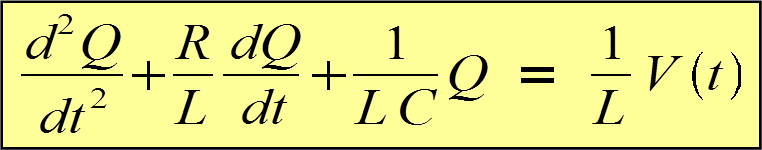 d²Q/dt² + R/L dQ/dt + 1/LC Q = 1/L V(t)